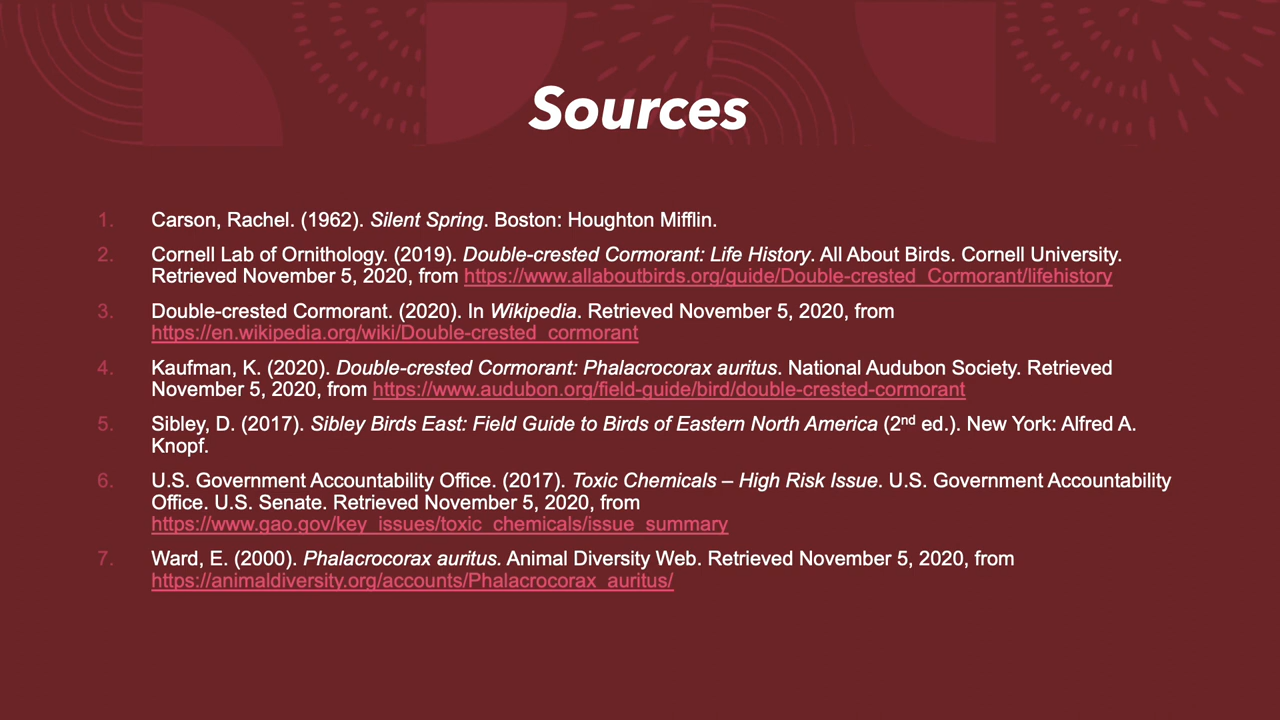 Sources
1. Carson, Rachel. (1962). Silent Spring. Boston: Houghton Mifflin.
2. Cornell Lab of Ornithology. (2019). Double-crested Cormorant: Life History. All About Birds. Cornell University.
Retrieved November 5, 2020, from https://www.allaboutbirds.org/guide/Double-crested_Cormorant/lifehistory
3. Double-crested Cormorant. (2020). In Wikipedia. Retrieved November 5, 2020, from
https://en.wikipedia.org/wiki/Double-crested_cormorant
4. Kaufman, K. (2020). Double-crested Cormorant: Phalacrocorax auritus. National Audubon Society. Retrieved
November 5, 2020, from https://www.audubon.org/field-guide/bird/double-crested-cormorant
5. Sibley, D. (2017). Sibley Birds East: Field Guide to Birds of Eastern North America (2nd ed.). New York: Alfred A.
Knopf.
6. U.S. Government Accountability Office. (2017). Toxic Chemicals – High Risk Issue. U.S. Government Accountability
Office. U.S. Senate. Retrieved November 5, 2020, from
https://www.gao.gov/key_issues/toxic_chemicals/issue_summary
7. Ward, E. (2000). Phalacrocorax auritus. Animal Diversity Web. Retrieved November 5, 2020, from
https://animaldiversity.org/accounts/Phalacrocorax_auritus/